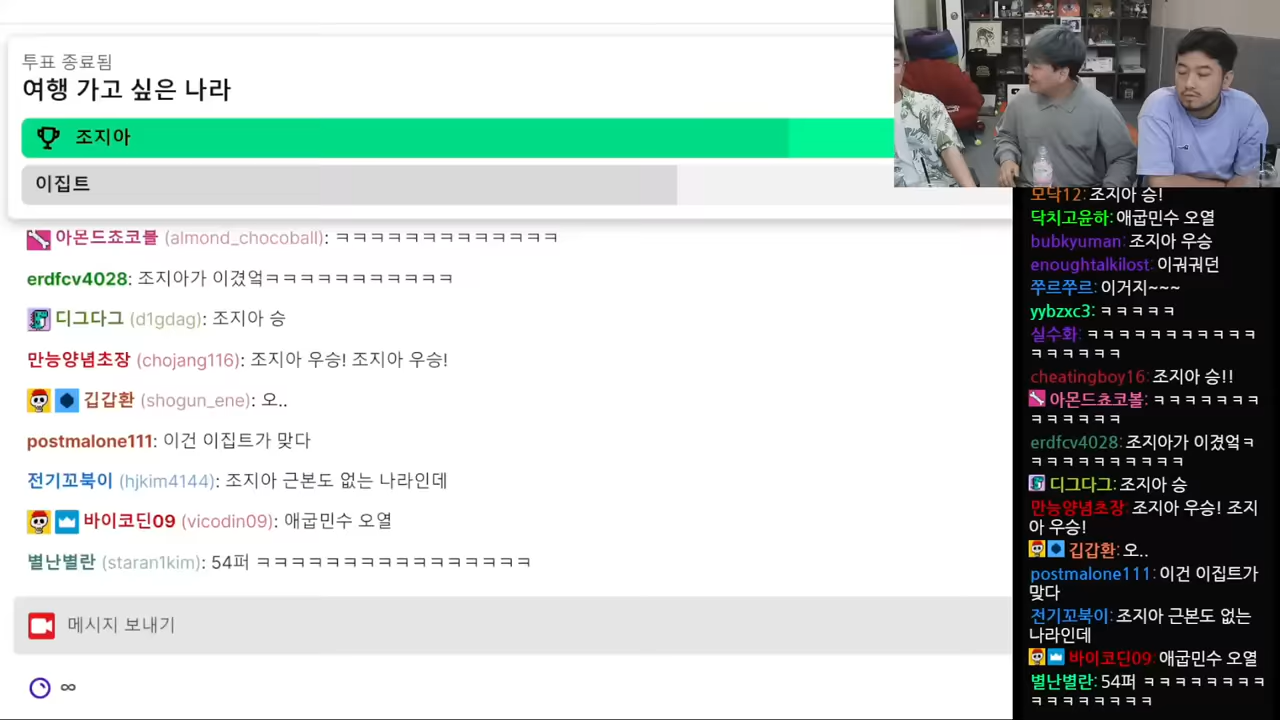 투표 종료됨
여행 가고 싶은 나라
조지아
이집트
아몬드쵸코볼 (almond_chocoball): ㅋㅋㅋㅋㅋㅋㅋㅋㅋㅋㅋㅋㅋ
erdfcv4028: 조지아가 이겼엌ㅋㅋㅋㅋㅋㅋㅋㅋㅋㅋㅋ
디그다그 (d1gdag): 조지아 승
만능양념초장 (chojang116): 조지아 우승! 조지아 우승!
김갑환 (shogun_ene): 오..
postmalone111: 이건 이집트가 맞다
전기꼬북이 (hjkim4144): 조지아 근본도 없는 나라인데
바이코딘09 (vicodin09): 애굽민수 오열
별난별란 (staran1kim): 54퍼 ㅋㅋㅋㅋㅋㅋㅋㅋㅋㅋㅋㅋㅋㅋㅋㅋ
메시지 보내기
∞
모닥12: 조지아 승!
닥치고윤하: 애굽민수 오열
bubkyuman: 조지아 우승
enoughtalkilost: 이궈궈던
쭈르쭈르: 이거지~~~
yybzxc3: ㅋㅋㅋㅋㅋ
실수화: ㅋㅋㅋㅋㅋㅋㅋㅋㅋㅋㅋ
ㅋㅋㅋㅋㅋㅋ
cheatingboy16: 조지아 승!!
아몬드쵸코볼: ㅋㅋㅋㅋㅋㅋㅋ
ㅋㅋㅋㅋㅋㅋ
erdfcv4028: 조지아가 이겼엌ㅋ
ㅋㅋㅋㅋㅋㅋㅋㅋㅋㅋ
디그다그: 조지아 승
만능양념초장: 조지아 우승! 조지
아 우승!
김갑환: 오..
postmalone111: 이건 이집트가
맞다
전기꼬북이: 조지아 근본도 없는
나라인데
바이코딘09: 애굽민수 오열
별난별란: 54퍼 ㅋㅋㅋㅋㅋㅋㅋㅋ
ㅋㅋㅋㅋㅋㅋㅋㅋ